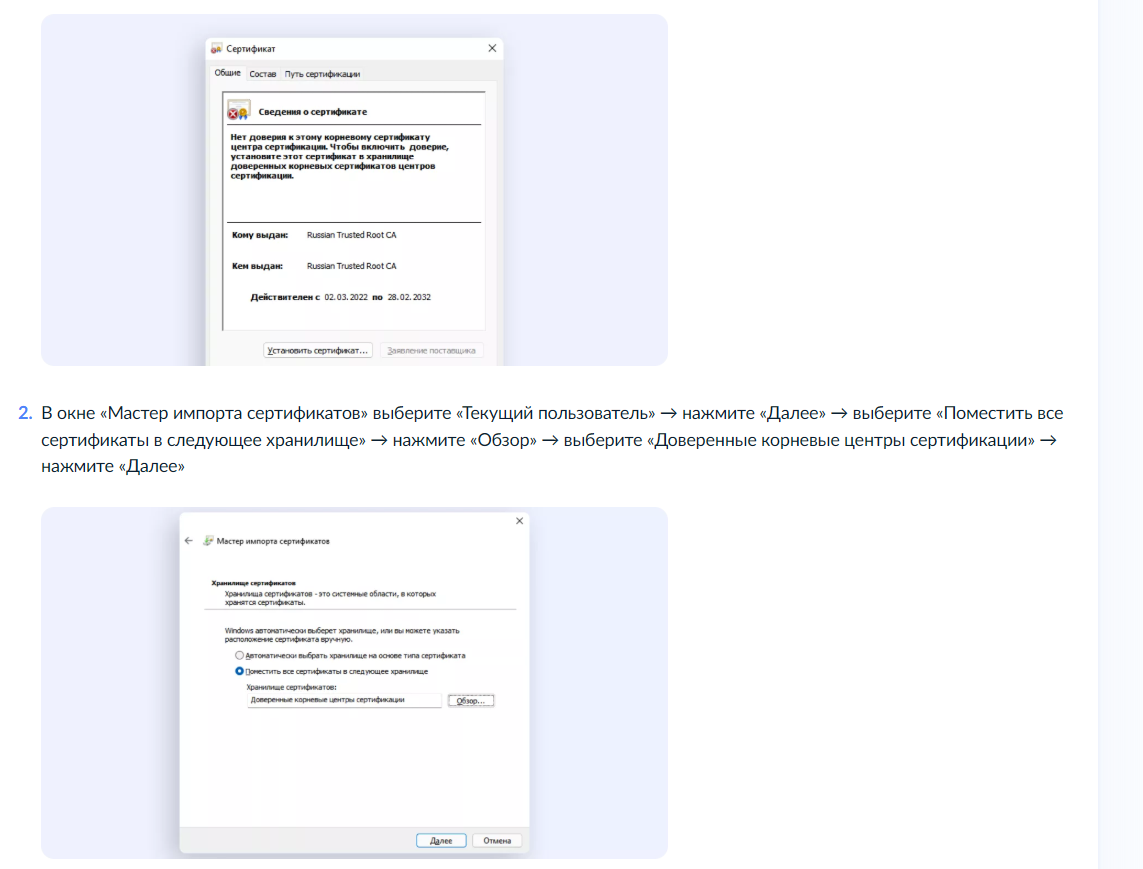 Сертификат
Общие Состав Путь сертификации
Сведения о сертификате
Нет доверия к этому корневому сертификату
центра сертификации. Чтобы включить доверие,
установите этот сертификат в хранилище
доверенных корневых сертификатов центров
сертификации.
Кому выдан: Russian Trusted Root CA
Кем выдан: Russian Trusted Root CA
Действителен с 02.03.2022 по 28.02.2032
Установить сертификат... Заявление поставщика
2. В окне «Мастер импорта сертификатов» выберите «Текущий пользователь» → нажмите «Далее» → выберите «Поместить все
сертификаты в следующее хранилище» → нажмите «Обзор» → выберите «Доверенные корневые центры сертификации» →
нажмите «Далее»
Мастер импорта сертификатов
Хранилище сертификатов
Хранилища сертификатов - это системные области, в которых
хранятся сертификаты.
Windows автоматически выберет хранилище, или вы можете указать
расположение сертификата вручную.
Автоматически выбрать хранилище на основе типа сертификата
Поместить все сертификаты в следующее хранилище
Хранилище сертификатов:
Доверенные корневые центры сертификации Обзор...
Далее Отмена